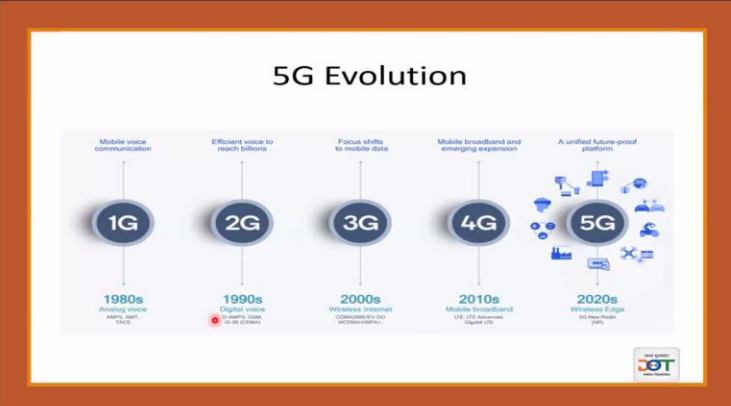 5G Evolution
Mobile voice
communication
Efficient voice to
reach billions
Focus shifts
to mobile data
Mobile broadband and
emerging expansion
A unified future-proof
platform
1G
2G
3G
4G
5G
1980s
Analog voice
AMPS, NMT,
TACS
1990s
Digital voice
D-AMPS, GSM,
IS-95 (CDMA)
2000s
Wireless Internet
CDMA2000/EV-DO
WCDMA/HSPA+,
2010s
Mobile broadband
LTE, LTE Advanced,
Gigabit LTE
2020s
Wireless Edge
5G New Radio
(NR)